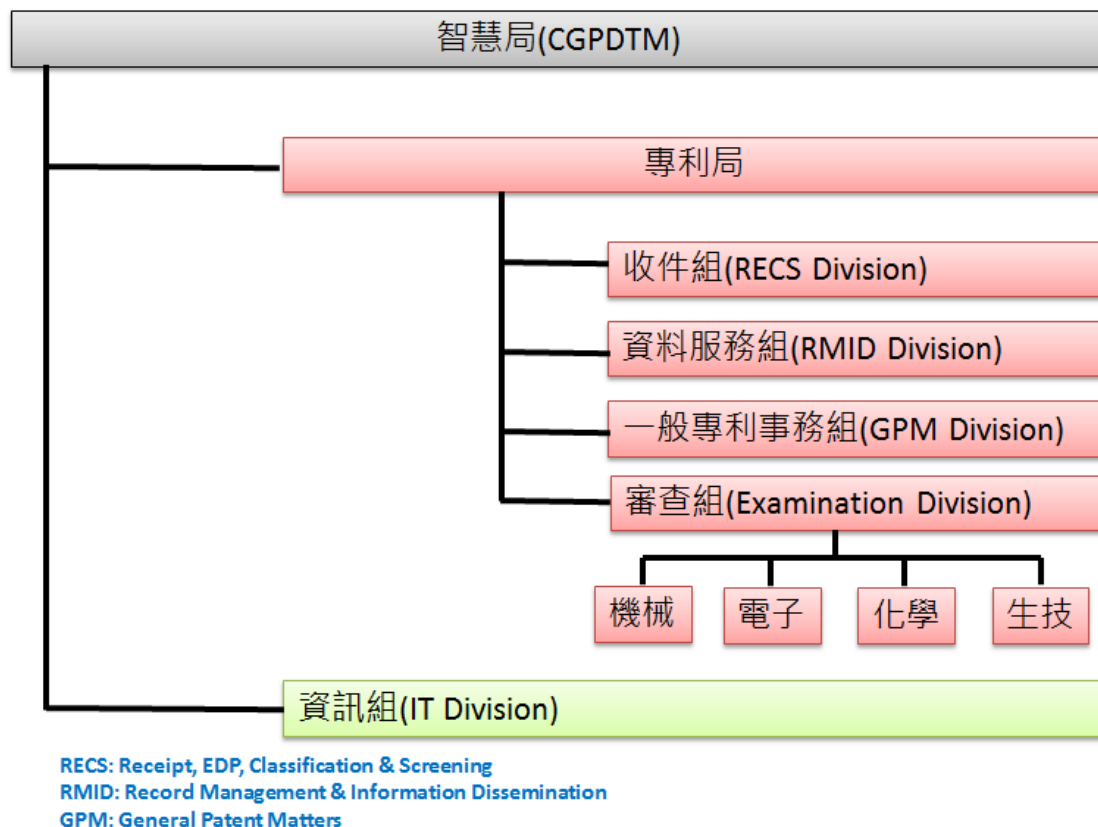 智慧局(CGPDTM)
專利局
收件組(RECS Division)
資料服務組(RMID Division)
一般專利事務組(GPM Division)
審查組(Examination Division)
機械 電子 化學 生技
資訊組(IT Division)
RECS: Receipt, EDP, Classification & Screening
RMID: Record Management & Information Dissemination
GPM: General Patent Matters